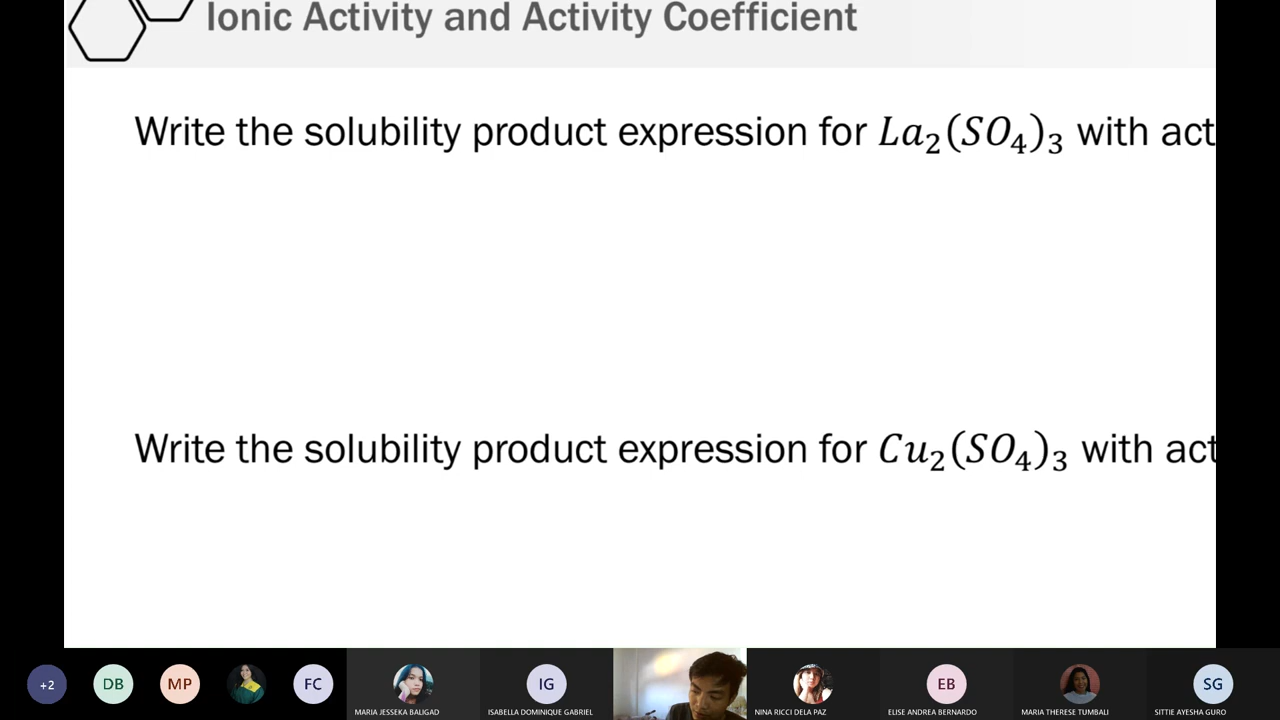 Ionic Activity and Activity Coefficient
Write the solubility product expression for La₂(SO₄)₃ with act
Write the solubility product expression for Cu₂(SO₄)₃ with act
+2 DB MP FC IG EB SG
MARIA JESSEKA BALIGAD ISABELLA DOMINIQUE GABRIEL NINA RICCI DELA PAZ ELISE ANDREA BERNARDO MARIA THERESE TUMBALI SITTIE AYESHA GURO